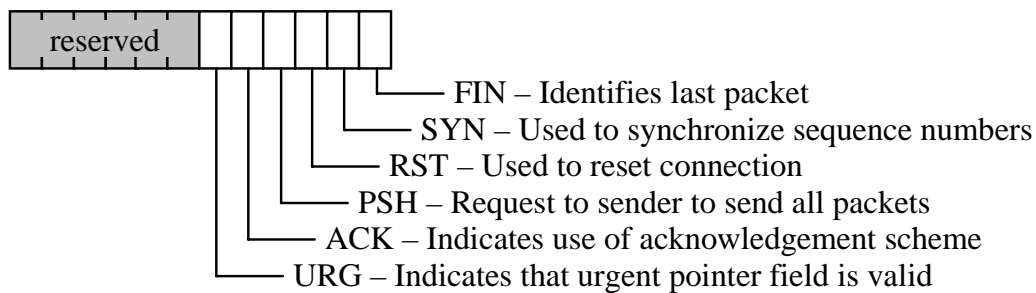 reserved
FIN – Identifies last packet
SYN – Used to synchronize sequence numbers
RST – Used to reset connection
PSH – Request to sender to send all packets
ACK – Indicates use of acknowledgement scheme
URG – Indicates that urgent pointer field is valid